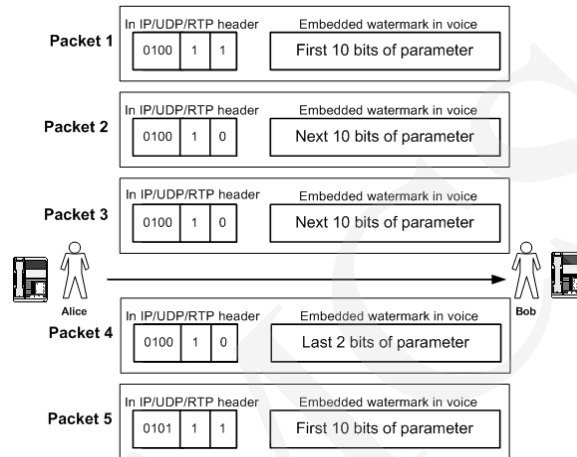 In IP/UDP/RTP header Embedded watermark in voice
Packet 1
0100 1 1 First 10 bits of parameter
In IP/UDP/RTP header Embedded watermark in voice
Packet 2
0100 1 0 Next 10 bits of parameter
In IP/UDP/RTP header Embedded watermark in voice
Packet 3
0100 1 0 Next 10 bits of parameter
Alice Bob
In IP/UDP/RTP header Embedded watermark in voice
Packet 4
0100 1 0 Last 2 bits of parameter
In IP/UDP/RTP header Embedded watermark in voice
Packet 5
0101 1 1 First 10 bits of parameter